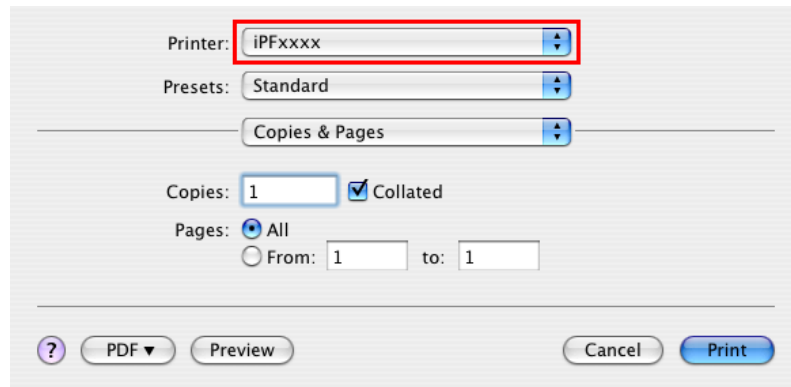 Printer: iPFxxxx
Presets: Standard
Copies & Pages
Copies: 1 Collated
Pages: All
From: 1 to: 1
? PDF ▼ Preview Cancel Print